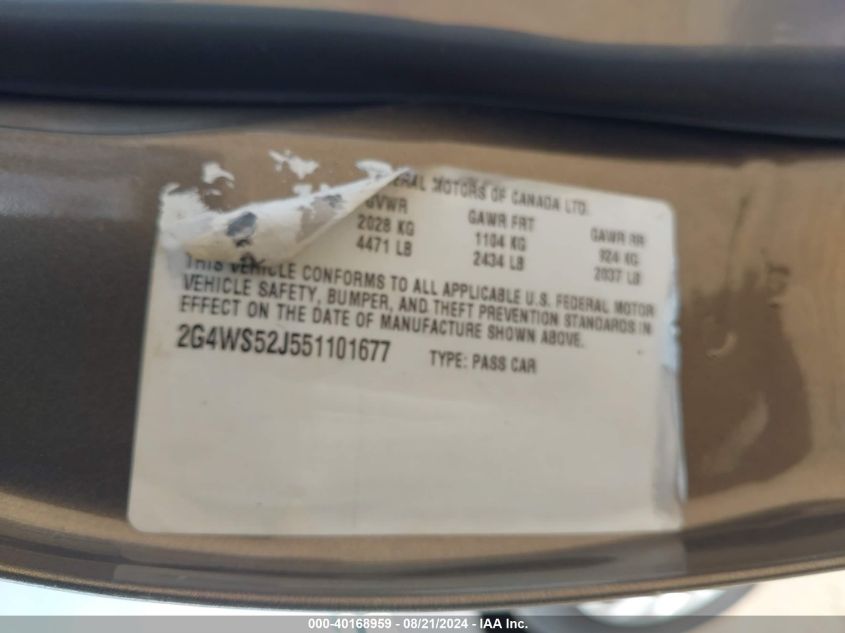 ERAL MOTORS OF CANADA LTD.
GVWR GAWR FRT GAWR RR
2028 KG 1104 KG 924 KG
4471 LB 2434 LB 2037 LB
THIS VEHICLE CONFORMS TO ALL APPLICABLE U.S. FEDERAL MOTOR
VEHICLE SAFETY, BUMPER, AND THEFT PREVENTION STANDARDS IN
EFFECT ON THE DATE OF MANUFACTURE SHOWN ABOVE.
2G4WS52J551101677 TYPE: PASS CAR
000-40168959 - 08/21/2024 - IAA Inc.